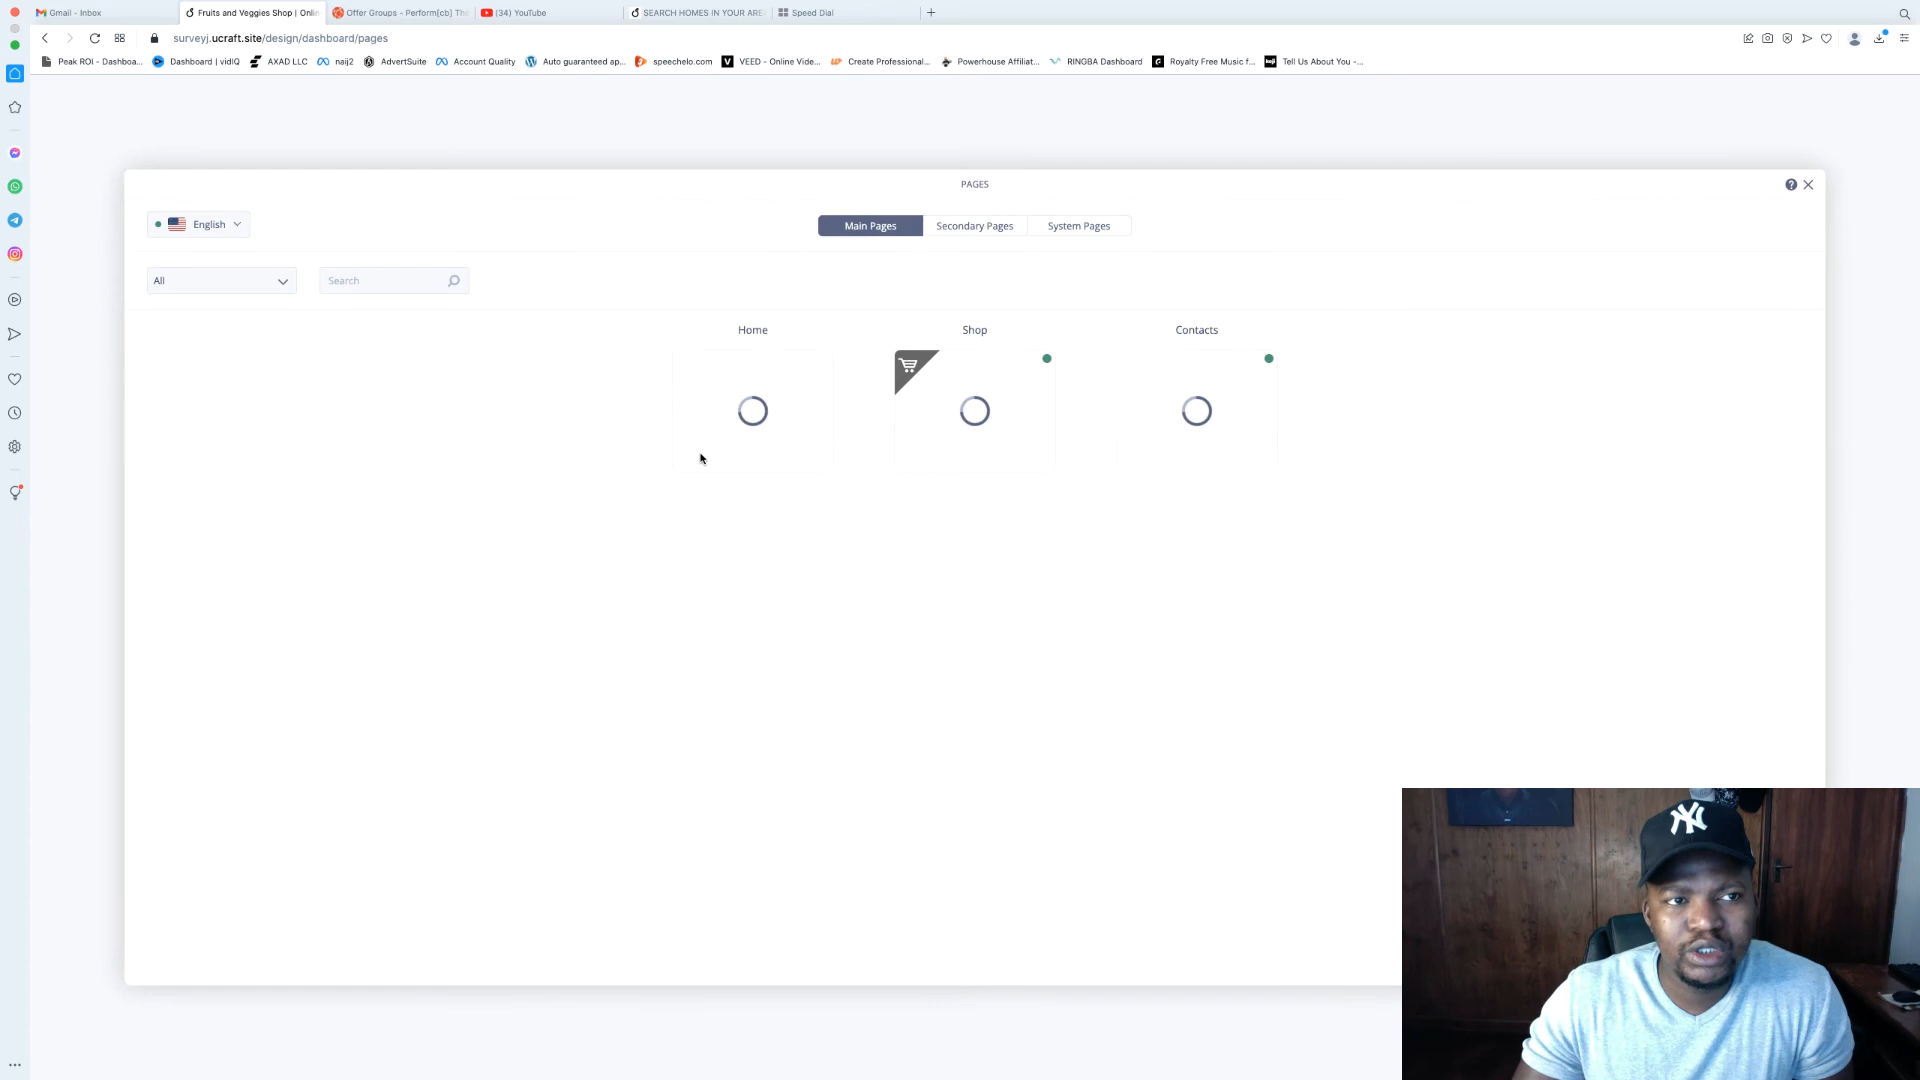 Gmail - Inbox
Fruits and Veggies Shop | Onlin
Offer Groups - Perform[cb] Th
(34) YouTube
SEARCH HOMES IN YOUR ARE
Speed Dial
surveyj.ucraft.site/design/dashboard/pages
Peak ROI - Dashboa...
Dashboard | vidIQ
AXAD LLC
naij2
AdvertSuite
Account Quality
Auto guaranteed ap...
speechelo.com
VEED - Online Vide...
Create Professional...
Powerhouse Affiliat...
RINGBA Dashboard
Royalty Free Music f...
Tell Us About You -...
PAGES
English
Main Pages
Secondary Pages
System Pages
All
Search
Home
Shop
Contacts
NY